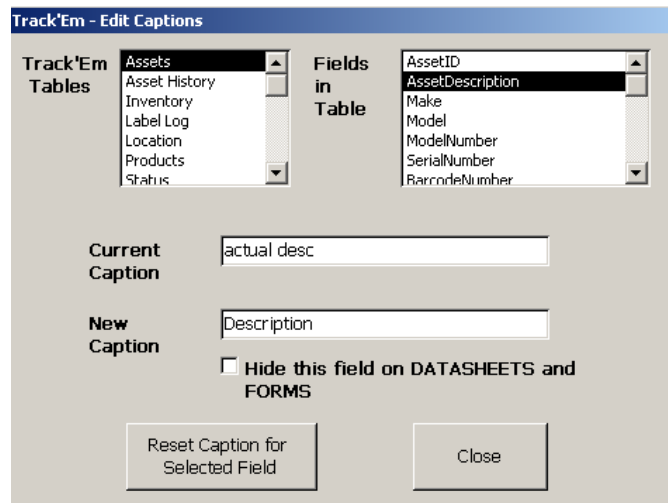 Track'Em - Edit Captions
Track'Em
Tables
Assets
Asset History
Inventory
Label Log
Location
Products
Status
Fields
in
Table
AssetID
AssetDescription
Make
Model
ModelNumber
SerialNumber
BarcodeNumber
Current
Caption
actual desc
New
Caption
Description
Hide this field on DATASHEETS and
FORMS
Reset Caption for
Selected Field
Close